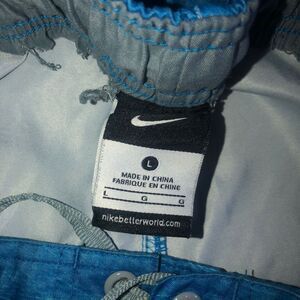 L
MADE IN CHINA
FABRIQUE EN CHINE
L G G
nikebetterworld.com